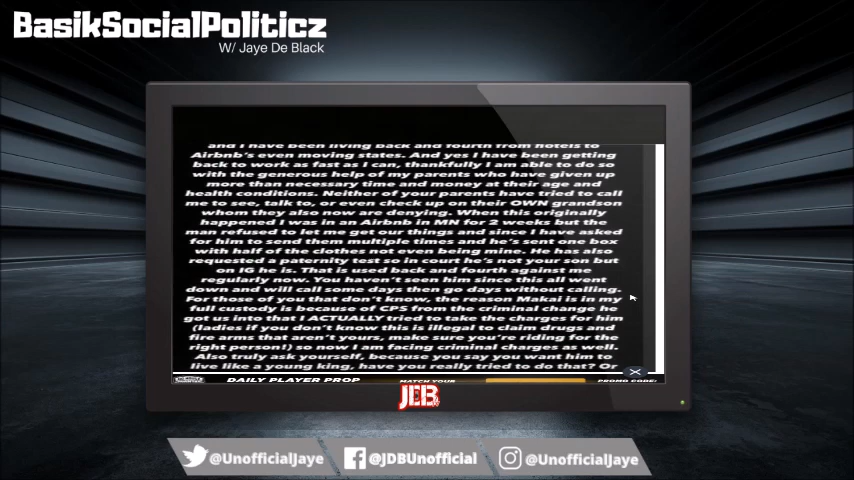 BasikSocialPoliticz
W/ Jaye De Black
and I have been living back and fourth from hotels to
Airbnb's even moving states. And yes I have been getting
back to work as fast as I can, thankfully I am able to do so
with the generous help of my parents who have given up
more than necessary time and money at their age and
health conditions. Neither of your parents have tried to call
me to see, talk to, or even check up on their OWN grandson
whom they also now are denying. When this originally
happened I was in an Airbnb in MN for 2 weeks but the
man refused to let me get our things and since I have asked
for him to send them multiple times and he's sent one box
with half of the clothes not even being mine. He has also
requested a paternity test as in court he's not your son but
on IG he is. That is used back and fourth against me
regularly now. You haven't seen him since this all went
down and will call some days then go days without calling.
For those of you that don't know, the reason Makai is in my
full custody is because of CPS from the criminal change he
got us into that I ACTUALLY tried to take the charges for him
(ladies if you don't know this is illegal to claim drugs and
fire arms that aren't yours, make sure you're riding for the
right person!) so now I am facing criminal charges as well.
Also truly ask yourself, because you say you want him to
live like a young king, have you really tried to do that? Or
DAILY PLAYER PROP MATCH YOUR PROMO CODE:
JEB
@UnofficialJaye @JDBUnofficial @UnofficialJaye